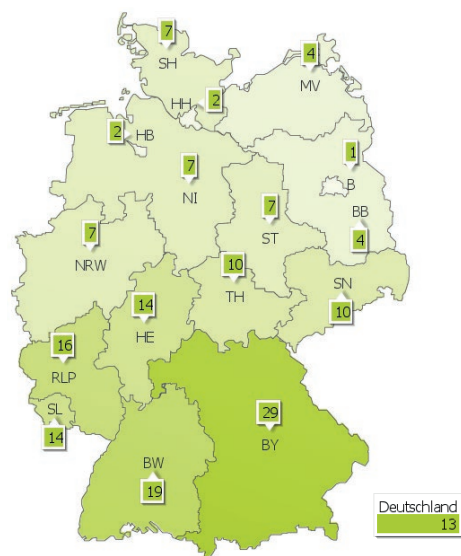 7
SH
4
MV
HH
2
2
HB
1
B
7
NI
7
ST
BB
4
7
NRW
10
TH
SN
10
14
HE
16
RLP
SL
14
29
BY
BW
19
Deutschland
13